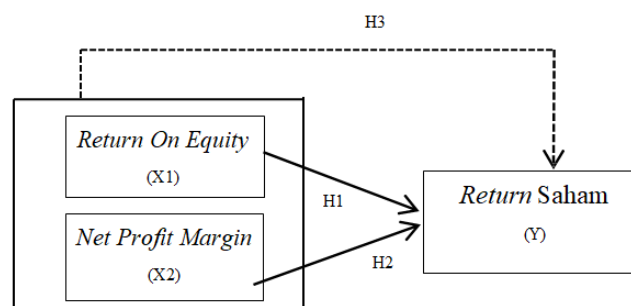 H3
Return On Equity
(X1)
H1
Return Saham
(Y)
Net Profit Margin
(X2)
H2